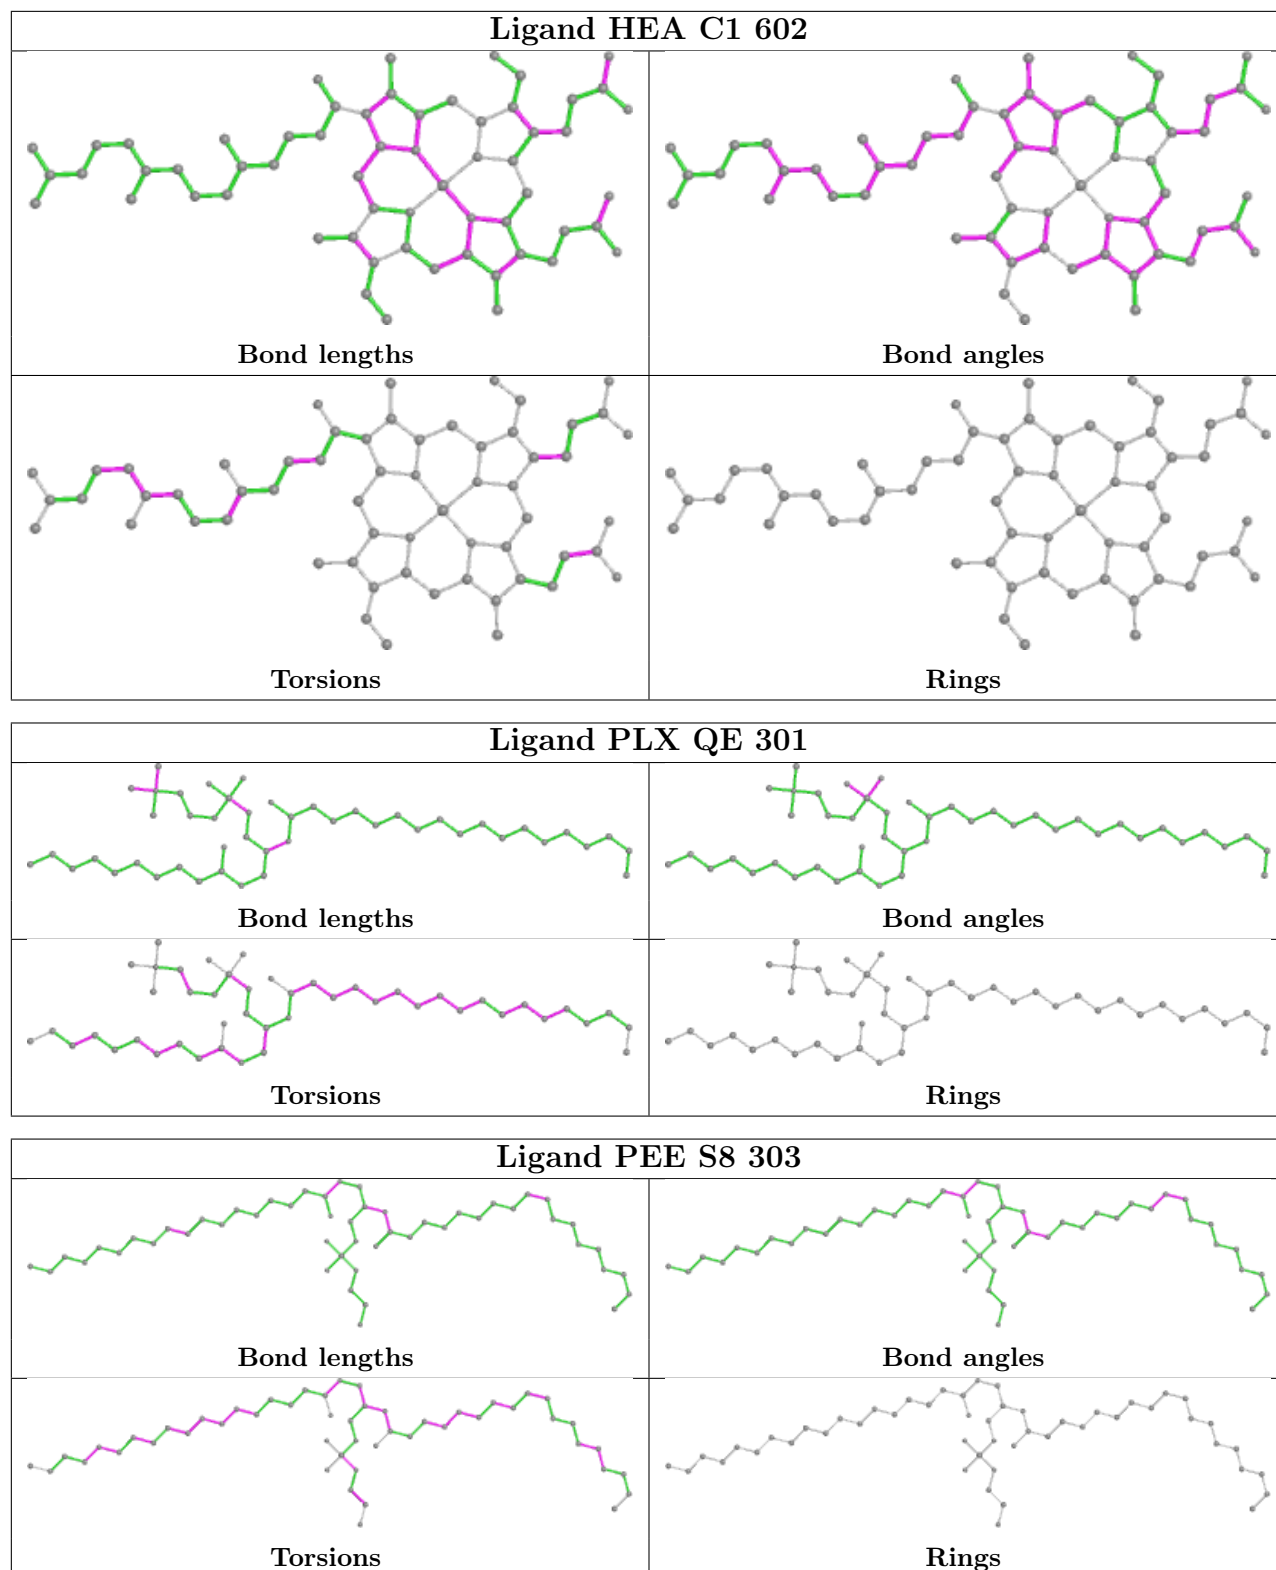 Ligand HEA C1 602
Bond lengths
Bond angles
Torsions
Rings
Ligand PLX QE 301
Bond lengths
Bond angles
Torsions
Rings
Ligand PEE S8 303
Bond lengths
Bond angles
Torsions
Rings